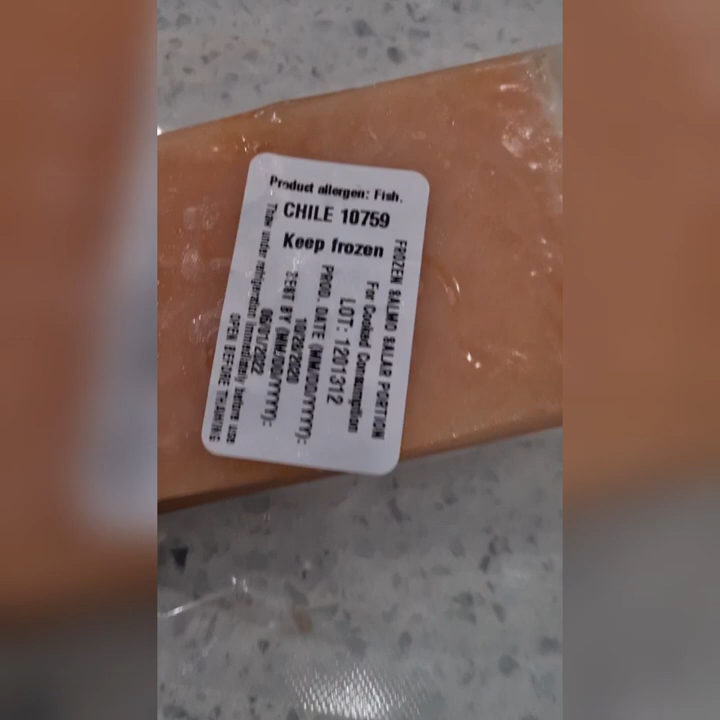 Product allergen: Fish.
CHILE 10759
Keep frozen
FROZEN SALMO SALAR PORTION
For Cooked Consumption
LOT: 1201312
PROD. DATE (MM/DD/YYYY):
10/26/2020
BEST BY (MM/DD/YYYY):
06/01/2022
Thaw under refrigeration immediately before use
OPEN BEFORE THAWING